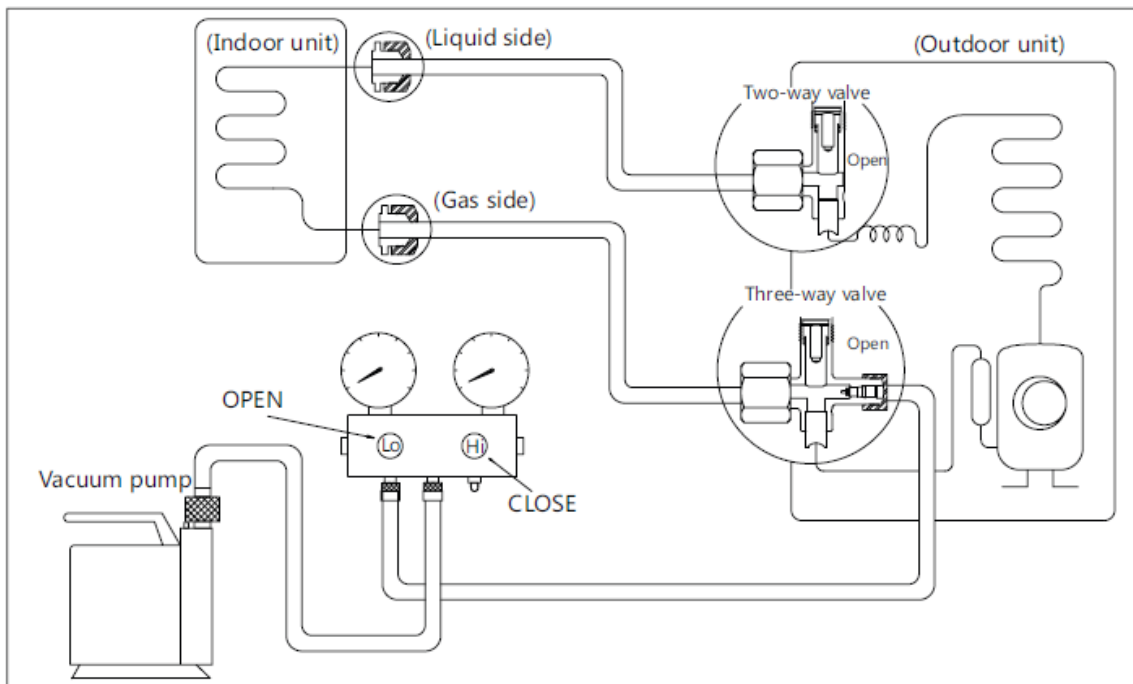 (Indoor unit)
(Liquid side)
(Outdoor unit)
Two-way valve
Open
(Gas side)
Three-way valve
Open
OPEN
Lo
Hi
Vacuum pump
CLOSE